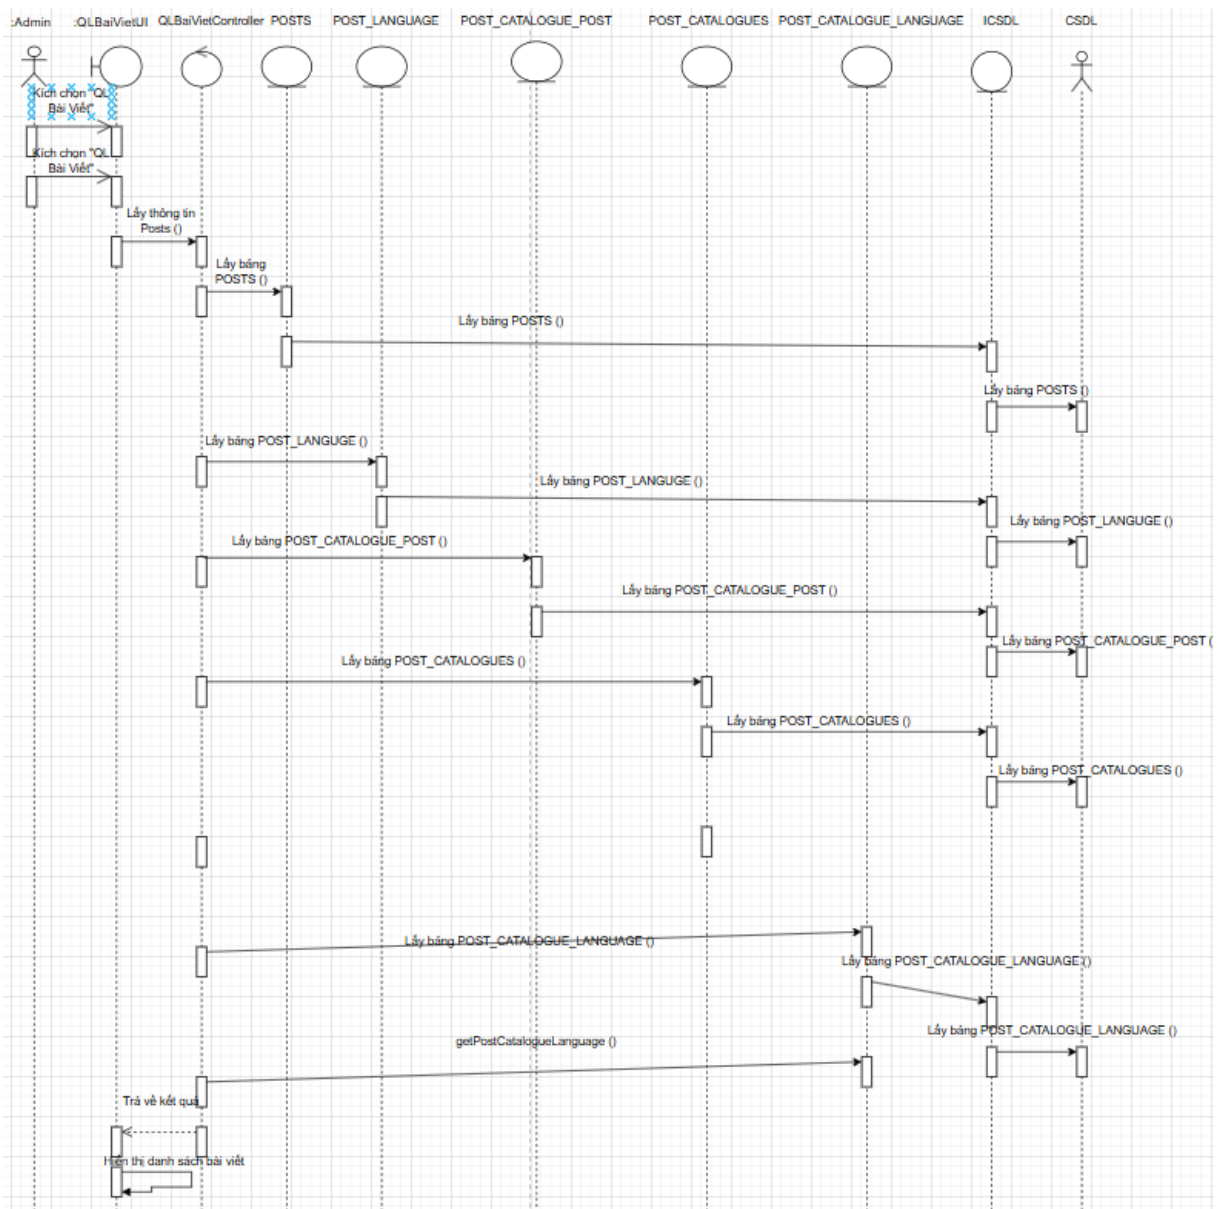 :Admin
:QLBaiVietUI
QLBaiVietController
POSTS
POST_LANGUAGE
POST_CATALOGUE_POST
POST_CATALOGUES
POST_CATALOGUE_LANGUAGE
ICSDL
CSDL
Kích chọn "QL
Bài Viết"
Kích chọn "QL
Bài Viết"
Lấy thông tin
Posts ()
Lấy bảng
POSTS ()
Lấy bảng POSTS ()
Lấy bảng POSTS ()
Lấy bảng POST_LANGUGE ()
Lấy bảng POST_LANGUGE ()
Lấy bảng POST_LANGUGE ()
Lấy bảng POST_CATALOGUE_POST ()
Lấy bảng POST_CATALOGUE_POST ()
Lấy bảng POST_CATALOGUE_POST (
Lấy bảng POST_CATALOGUES ()
Lấy bảng POST_CATALOGUES ()
Lấy bảng POST_CATALOGUES ()
Lấy bảng POST_CATALOGUE_LANGUAGE ()
Lấy bảng POST_CATALOGUE_LANGUAGE ()
Lấy bảng POST_CATALOGUE_LANGUAGE ()
getPostCatalogueLanguage ()
Trả về kết quả
Hiển thị danh sách bài viết